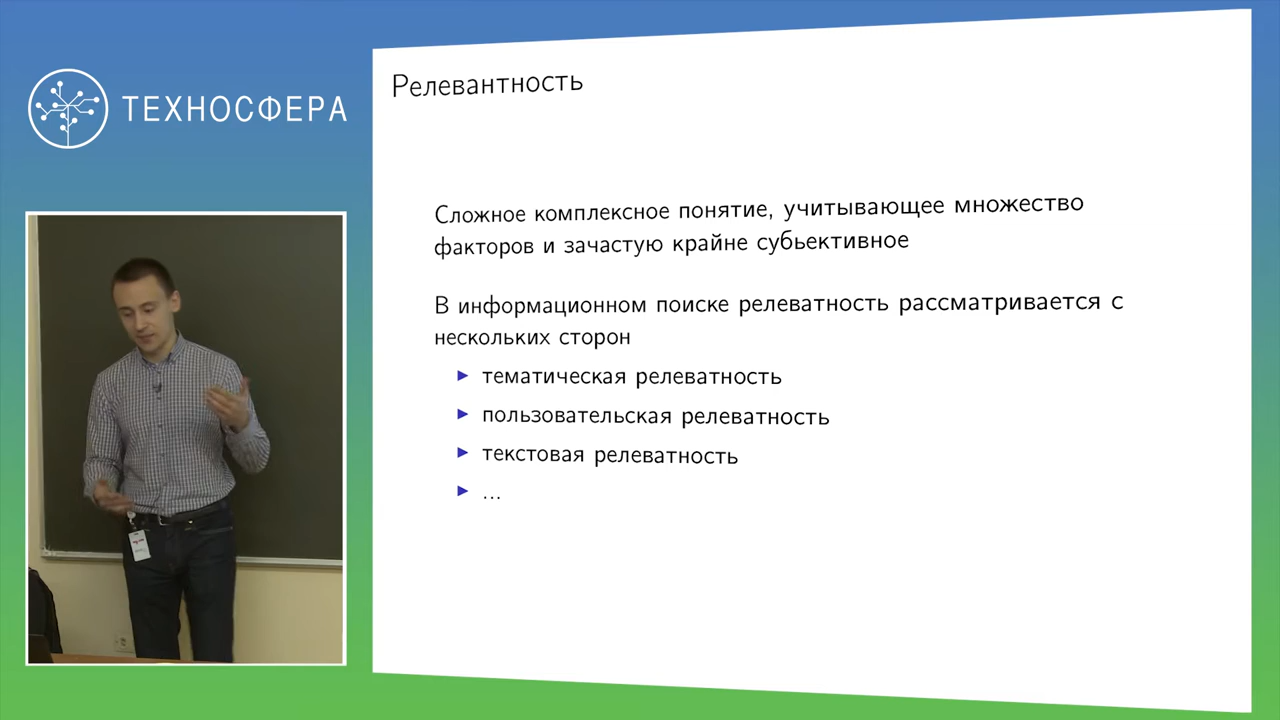 ТЕХНОСФЕРА
Релевантность
Сложное комплексное понятие, учитывающее множество
факторов и зачастую крайне субьективное
В информационном поиске релеватность рассматривается с
нескольких сторон
тематическая релеватность
пользовательская релеватность
текстовая релеватность
...